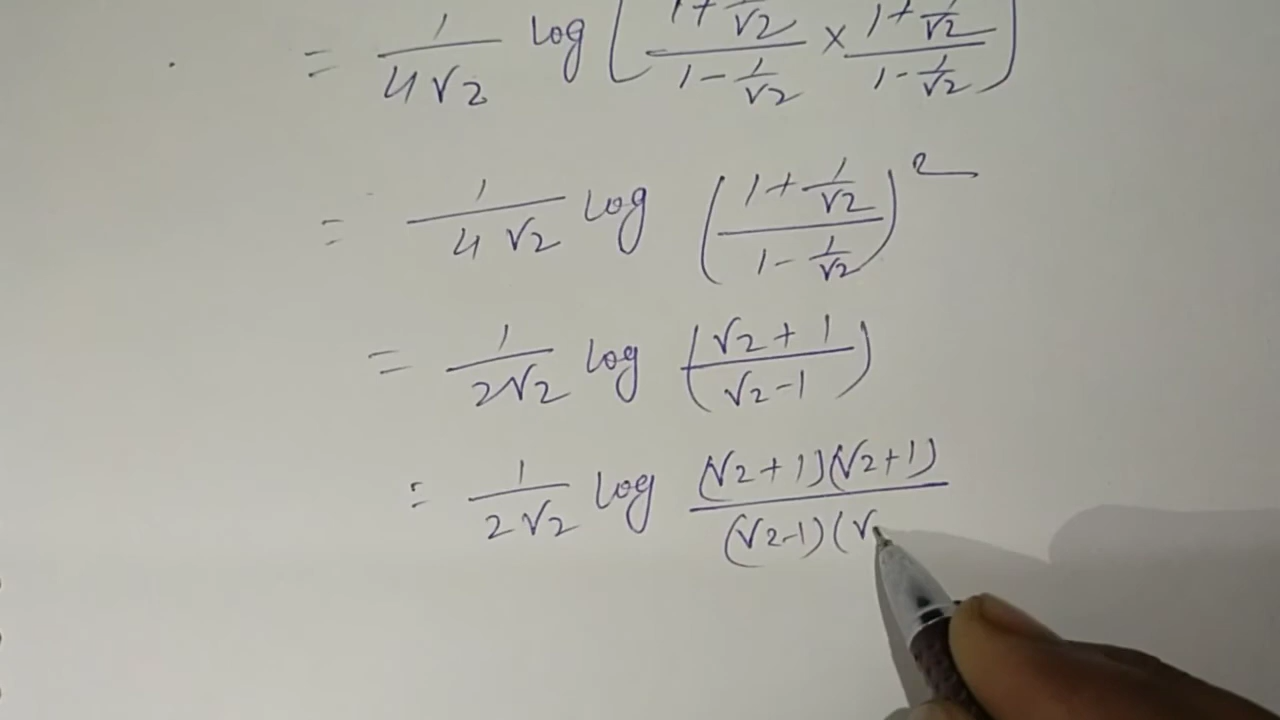 = 1/4√2 log (1+1/√2 / 1-1/√2 × 1+1/√2 / 1-1/√2)
= 1/4√2 log (1+1/√2 / 1-1/√2)²
= 1/2√2 log (√2+1 / √2-1)
= 1/2√2 log (√2+1)(√2+1) / (√2-1)(√